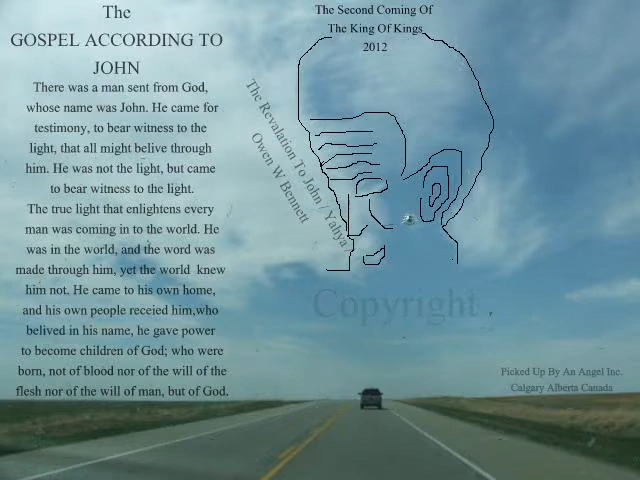 The
GOSPEL ACCORDING TO
JOHN
There was a man sent from God,
whose name was John. He came for
testimony, to bear witness to the
light, that all might belive through
him. He was not the light, but came
to bear witness to the light.
The true light that enlightens every
man was coming in to the world. He
was in the world, and the word was
made through him, yet the world knew
him not. He came to his own home,
and his own people receied him,who
belived in his name, he gave power
to become children of God; who were
born, not of blood nor of the will of the
flesh nor of the will of man, but of God.
The Second Coming Of
The King Of Kings
2012
The Revalation To John / Yahya /
Owen W Bennett
Copyright
Picked Up By An Angel Inc.
Calgary Alberta Canada